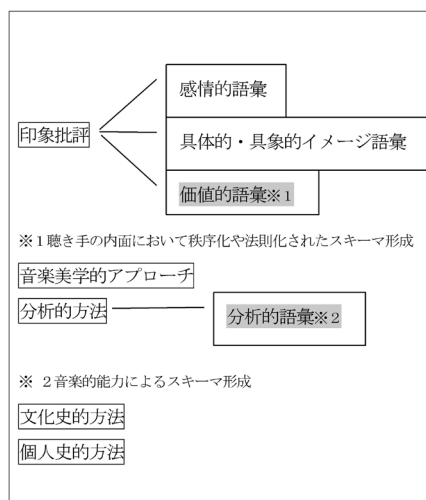 感情的語彙
印象批評
具体的・具象的イメージ語彙
価値的語彙※1
※1聴き手の内面において秩序化や法則化されたスキーマ形成
音楽美学的アプローチ
分析的方法
分析的語彙※2
※ 2音楽的能力によるスキーマ形成
文化史的方法
個人史的方法